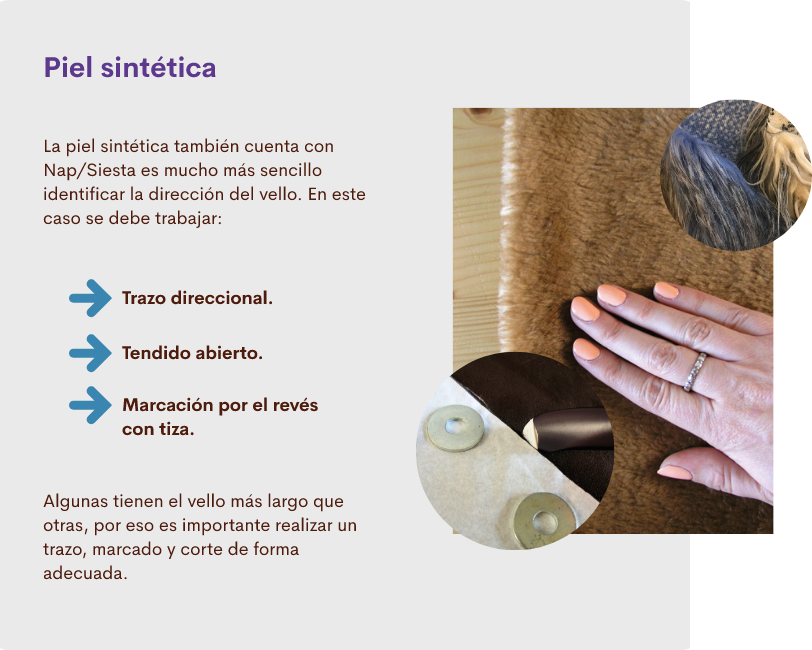 Piel sintética
La piel sintética también cuenta con
Nap/Siesta es mucho más sencillo
identificar la dirección del vello. En este
caso se debe trabajar:
Trazo direccional.
Tendido abierto.
Marcación por el revés
con tiza.
Algunas tienen el vello más largo que
otras, por eso es importante realizar un
trazo, marcado y corte de forma
adecuada.